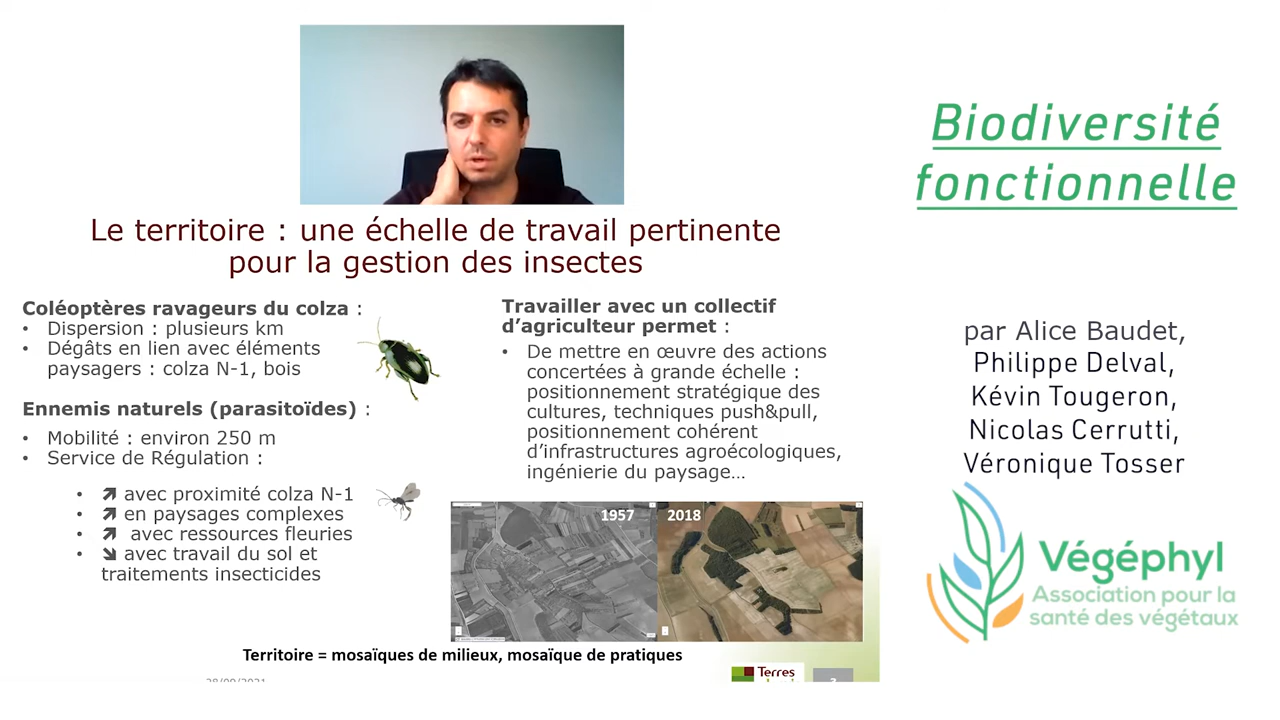 Biodiversité
fonctionnelle
Le territoire : une échelle de travail pertinente
pour la gestion des insectes
Coléoptères ravageurs du colza :
• Dispersion : plusieurs km
• Dégâts en lien avec éléments
paysagers : colza N-1, bois
Ennemis naturels (parasitoïdes) :
• Mobilité : environ 250 m
• Service de Régulation :
• ↗ avec proximité colza N-1
• ↗ en paysages complexes
• ↗ avec ressources fleuries
• ↘ avec travail du sol et
traitements insecticides
Travailler avec un collectif
d’agriculteur permet :
• De mettre en œuvre des actions
concertées à grande échelle :
positionnement stratégique des
cultures, techniques push&pull,
positionnement cohérent
d’infrastructures agroécologiques,
ingénierie du paysage…
1957
2018
Territoire = mosaïques de milieux, mosaïque de pratiques
Terres
par Alice Baudet,
Philippe Delval,
Kévin Tougeron,
Nicolas Cerrutti,
Véronique Tosser
Végéphyl
Association pour la
santé des végétaux